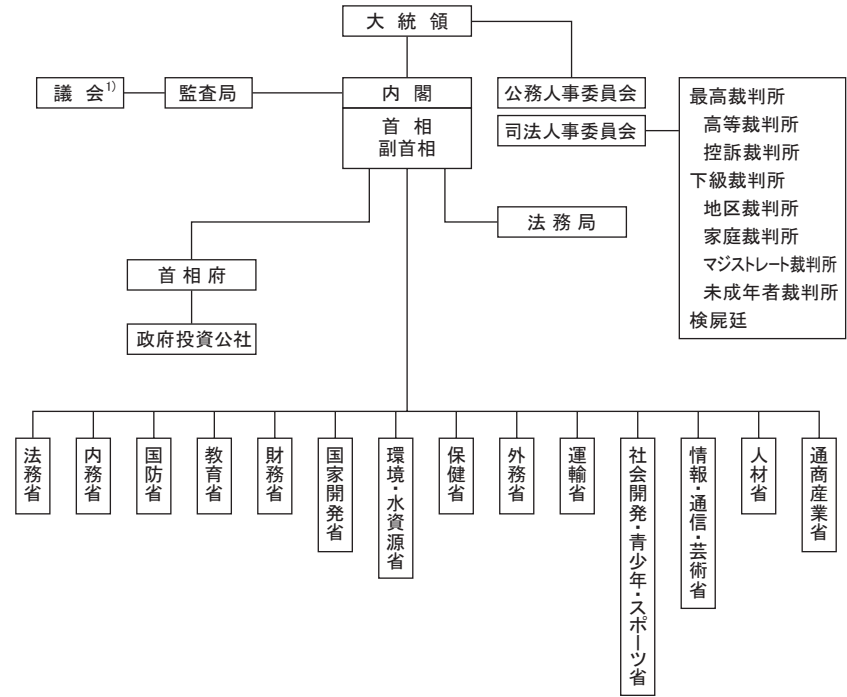 大統領
議会1)
監査局
内閣
首相
副首相
公務人事委員会
司法人事委員会
最高裁判所
高等裁判所
控訴裁判所
下級裁判所
地区裁判所
家庭裁判所
マジストレート裁判所
未成年者裁判所
検屍廷
法務局
首相府
政府投資公社
法務省
内務省
国防省
教育省
財務省
国家開発省
環境・水資源省
保健省
外務省
運輸省
社会開発・青少年・スポーツ省
情報・通信・芸術省
人材省
通商産業省